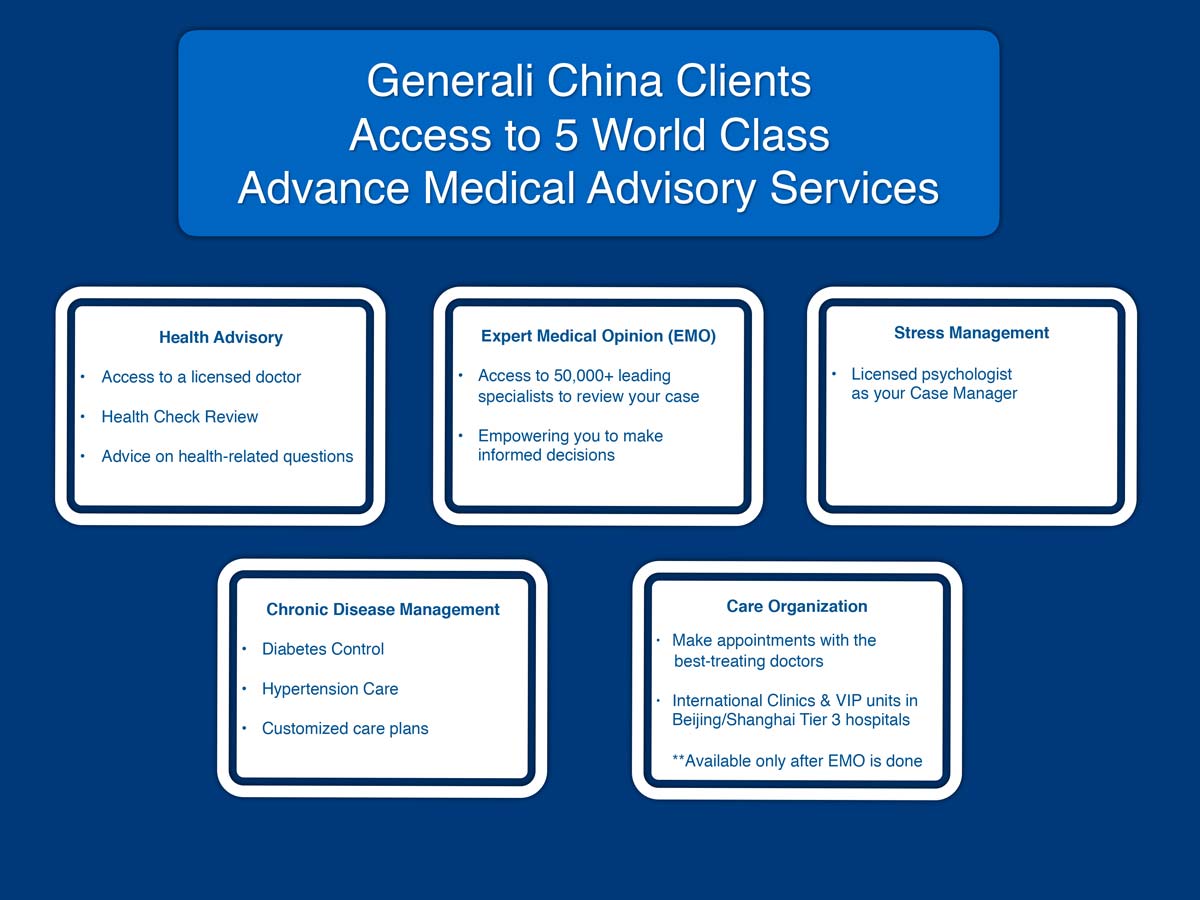 Generali China Clients
Access to 5 World Class
Advance Medical Advisory Services
Health Advisory
• Access to a licensed doctor
• Health Check Review
• Advice on health-related questions
Expert Medical Opinion (EMO)
• Access to 50,000+ leading
specialists to review your case
• Empowering you to make
informed decisions
Stress Management
• Licensed psychologist
as your Case Manager
Chronic Disease Management
• Diabetes Control
• Hypertension Care
• Customized care plans
Care Organization
• Make appointments with the
best-treating doctors
• International Clinics & VIP units in
Beijing/Shanghai Tier 3 hospitals
**Available only after EMO is done